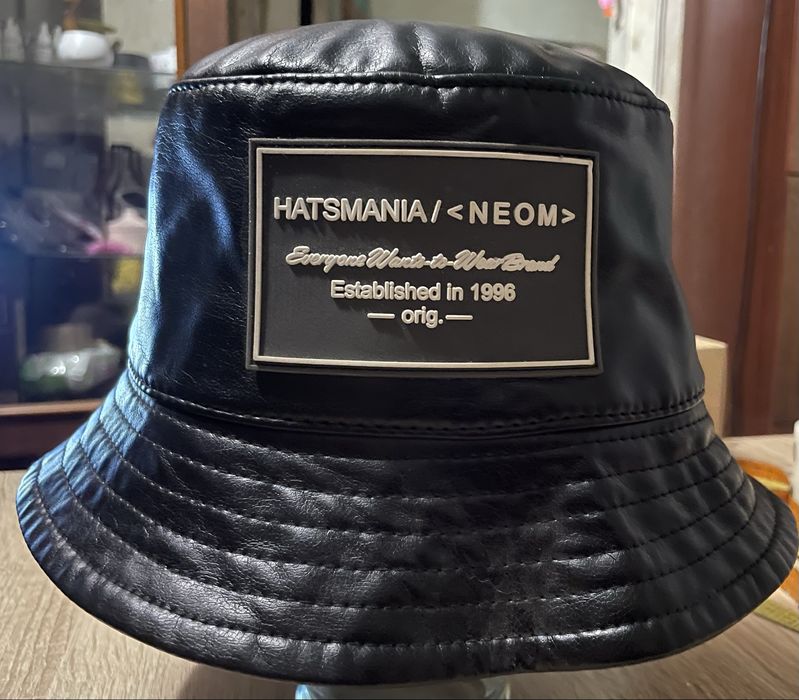 HATSMANIA / <NEOM>
Everyone Wants-to-Wear Brand
Established in 1996
— orig. —